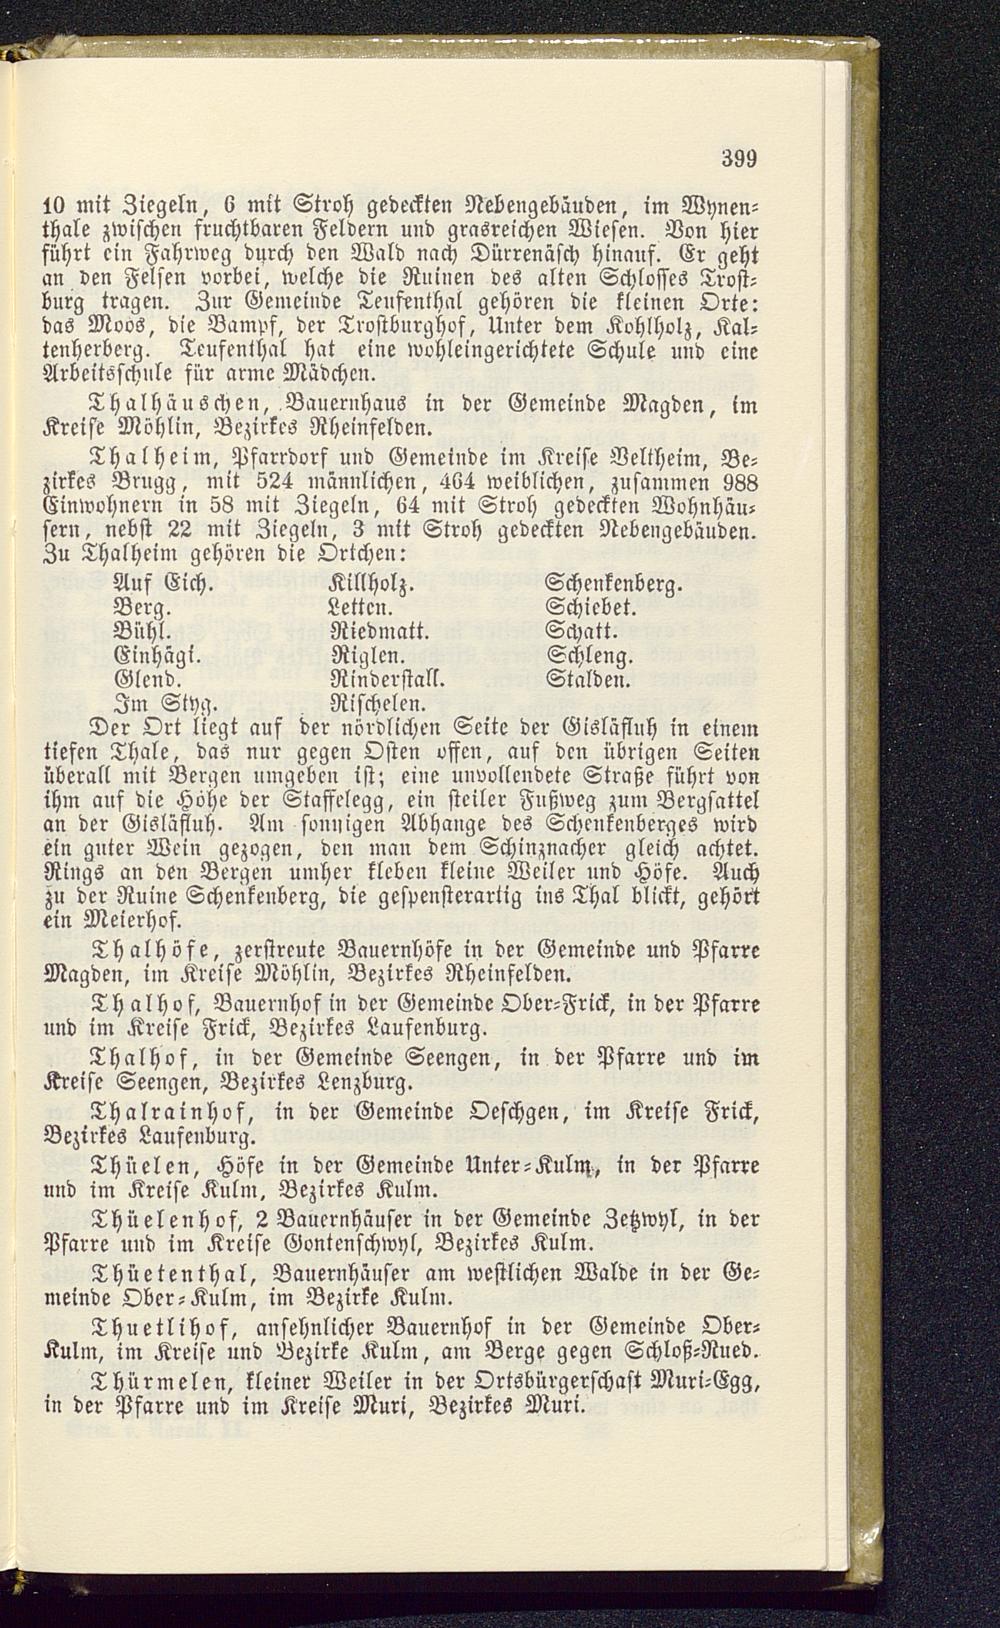 399
10 mit Ziegeln, 6 mit Stroh gedeckten Nebengebäuden, im Wynen-
thale zwischen fruchtbaren Feldern und grasreichen Wiesen. Von hier
führt ein Fahrweg durch den Wald nach Dürrenäsch hinauf. Er geht
an den Felsen vorbei, welche die Ruinen des alten Schlosses Trost-
burg tragen. Zur Gemeinde Teufenthal gehören die kleinen Orte:
das Moos, die Bampf, der Trostburghof, Unter dem Kohlholz, Kal-
tenherberg. Teufenthal hat eine wohleingerichtete Schule und eine
Arbeitsschule für arme Mädchen.
Thalhäuschen, Bauernhaus in der Gemeinde Magden, im
Kreise Möhlin, Bezirkes Rheinfelden.
Thalheim, Pfarrdorf und Gemeinde im Kreise Veltheim, Be-
zirkes Brugg, mit 524 männlichen, 464 weiblichen, zusammen 988
Einwohnern in 58 mit Ziegeln, 64 mit Stroh gedeckten Wohnhäu-
sern, nebst 22 mit Ziegeln, 3 mit Stroh gedeckten Nebengebäuden.
Zu Thalheim gehören die Ortchen:
Auf Eich. Killholz. Schenkenberg.
Berg. Letten. Schiebet.
Bühl. Riedmatt. Schatt.
Einhägi. Riglen. Schleng.
Glend. Rinderstall. Stalden.
Im Styg. Rischelen.
Der Ort liegt auf der nördlichen Seite der Gisläfluh in einem
tiefen Thale, das nur gegen Osten offen, auf den übrigen Seiten
überall mit Bergen umgeben ist; eine unvollendete Straße führt von
ihm auf die Höhe der Staffelegg, ein steiler Fußweg zum Bergsattel
an der Gisläfluh. Am sonnigen Abhange des Schenkenberges wird
ein guter Wein gezogen, den man dem Schinznacher gleich achtet.
Rings an den Bergen umher kleben kleine Weiler und Höfe. Auch
zu der Ruine Schenkenberg, die gespensterartig ins Thal blickt, gehört
ein Meierhof.
Thalhöfe, zerstreute Bauernhöfe in der Gemeinde und Pfarre
Magden, im Kreise Möhlin, Bezirkes Rheinfelden.
Thalhof, Bauernhof in der Gemeinde Ober-Frick, in der Pfarre
und im Kreise Frick, Bezirkes Laufenburg.
Thalhof, in der Gemeinde Seengen, in der Pfarre und im
Kreise Seengen, Bezirkes Lenzburg.
Thalrainhof, in der Gemeinde Oeschgen, im Kreise Frick,
Bezirkes Laufenburg.
Thüelen, Höfe in der Gemeinde Unter-Kulm, in der Pfarre
und im Kreise Kulm, Bezirkes Kulm.
Thüelenhof, 2 Bauernhäuser in der Gemeinde Zetzwyl, in der
Pfarre und im Kreise Gontenschwyl, Bezirkes Kulm.
Thüetenthal, Bauernhäuser am westlichen Walde in der Ge-
meinde Ober-Kulm, im Bezirke Kulm.
Thuetlihof, ansehnlicher Bauernhof in der Gemeinde Ober-
Kulm, im Kreise und Bezirke Kulm, am Berge gegen Schloß-Rued.
Thürmelen, kleiner Weiler in der Ortsbürgerschaft Muri-Egg,
in der Pfarre und im Kreise Muri, Bezirkes Muri.